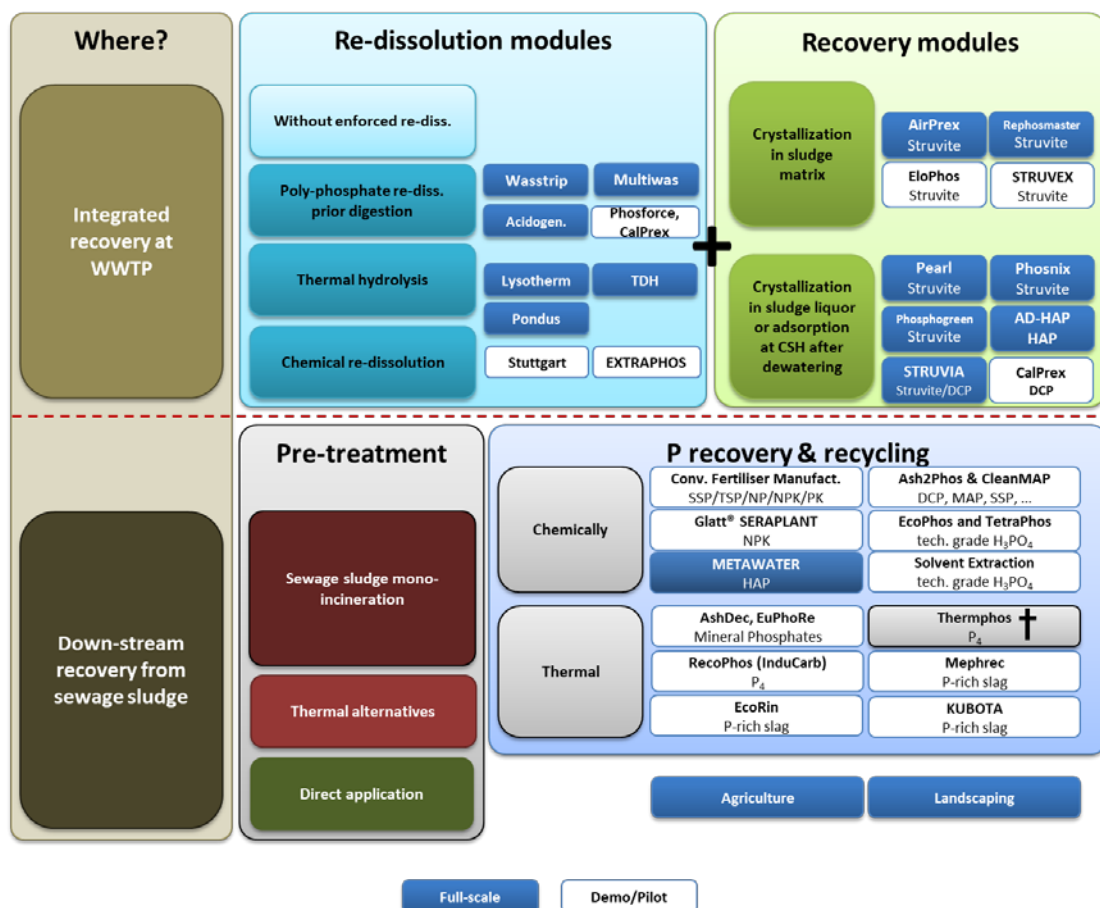 Where?
Re-dissolution modules
Recovery modules
Integrated
recovery at
WWTP
Without enforced re-diss.
Poly-phosphate re-diss.
prior digestion
Wasstrip
Multiwas
Acidogen.
Phosforce,
CalPrex
Thermal hydrolysis
Lysotherm
TDH
Pondus
Chemical re-dissolution
Stuttgart
EXTRAPHOS
+
Crystallization
in sludge
matrix
AirPrex
Struvite
Rephosmaster
Struvite
EloPhos
Struvite
STRUVEX
Struvite
Crystallization
in sludge liquor
or adsorption
at CSH after
dewatering
Pearl
Struvite
Phosnix
Struvite
Phosphogreen
Struvite
AD-HAP
HAP
STRUVIA
Struvite/DCP
CalPrex
DCP
Down-stream
recovery from
sewage sludge
Pre-treatment
Sewage sludge mono-
incineration
Thermal alternatives
Direct application
P recovery & recycling
Chemically
Conv. Fertiliser Manufact.
SSP/TSP/NP/NPK/PK
Ash2Phos & CleanMAP
DCP, MAP, SSP, ...
Glatt® SERAPLANT
NPK
EcoPhos and TetraPhos
tech. grade H₃PO₄
METAWATER
HAP
Solvent Extraction
tech. grade H₃PO₄
Thermal
AshDec, EuPhoRe
Mineral Phosphates
Thermphos
P₄
RecoPhos (InduCarb)
P₄
Mephrec
P-rich slag
EcoRin
P-rich slag
KUBOTA
P-rich slag
Agriculture
Landscaping
Full-scale
Demo/Pilot